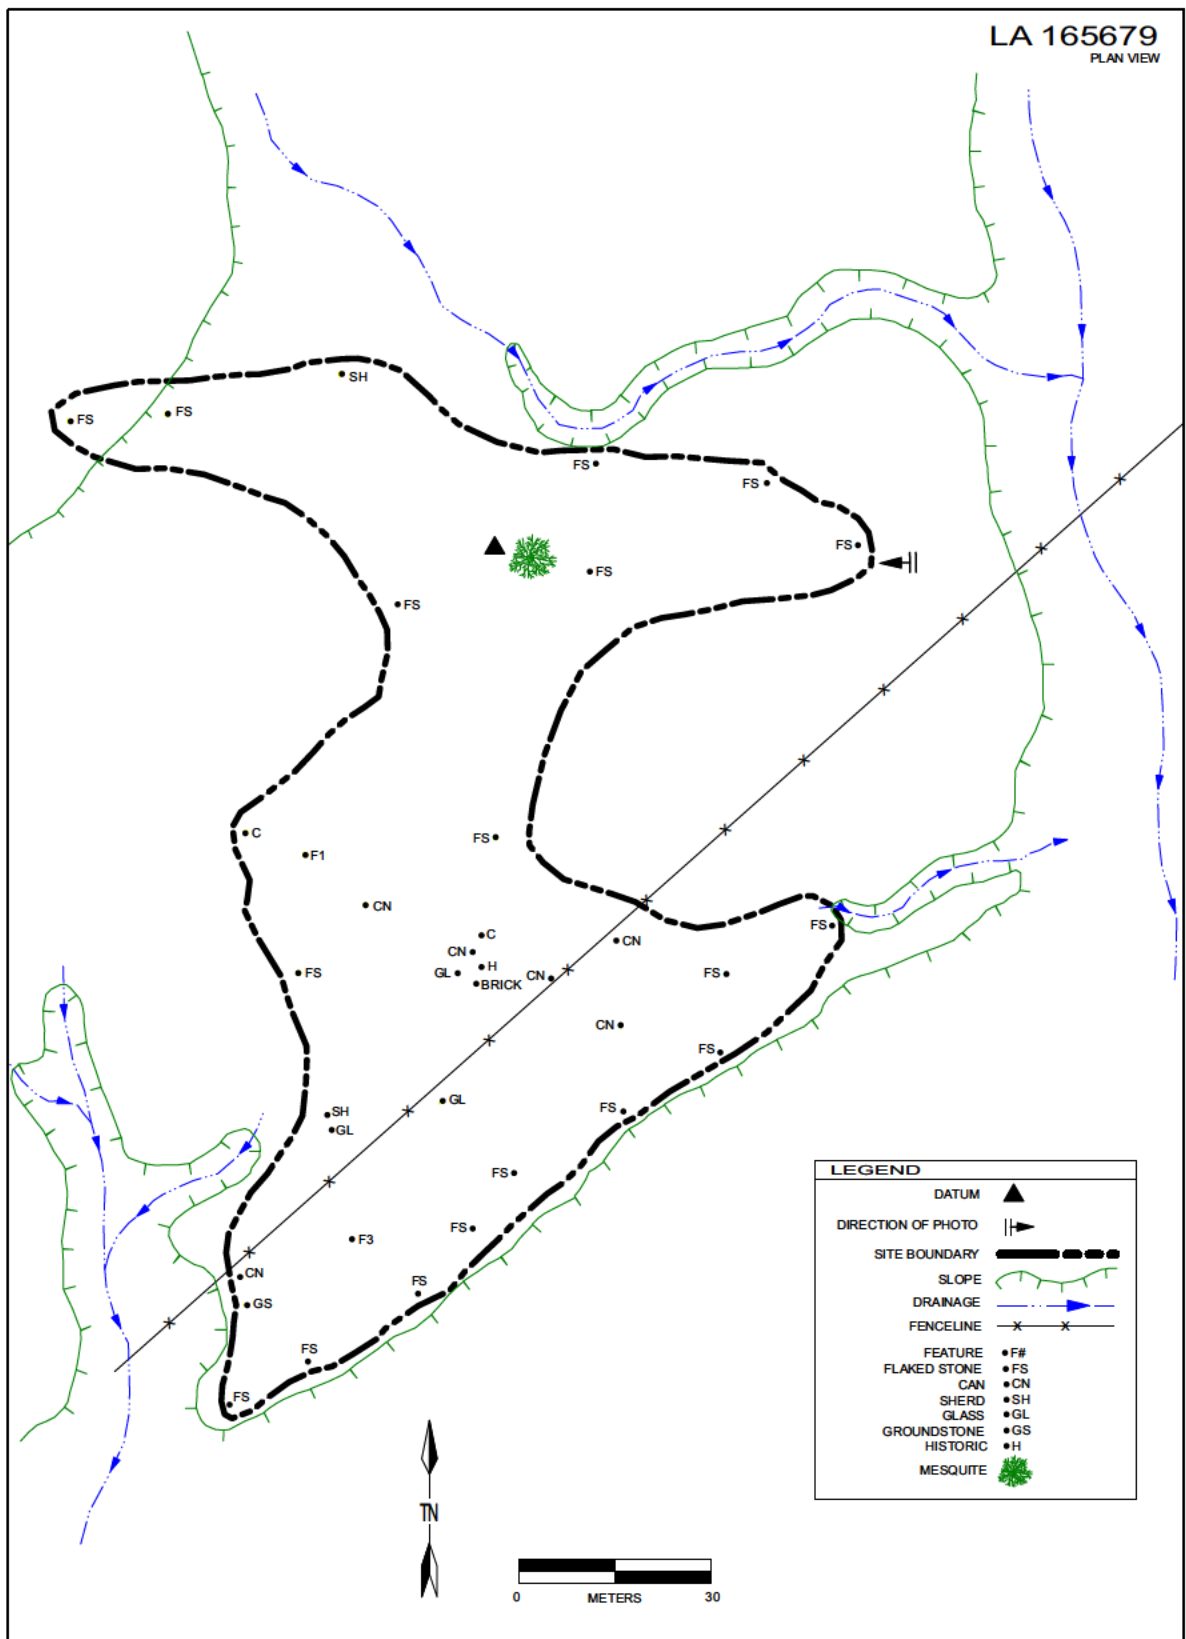 LA 165679
PLAN VIEW
SH
FS
FS
FS
FS
FS
FS
FS
C
F1
FS
CN
C
CN
H
GL
BRICK
CN
CN
FS
FS
FS
CN
FS
FS
SH
GL
GL
FS
FS
F3
CN
GS
FS
FS
FS
LEGEND
DATUM
DIRECTION OF PHOTO
SITE BOUNDARY
SLOPE
DRAINAGE
FENCELINE x x
FEATURE •F#
FLAKED STONE •FS
CAN •CN
SHERD •SH
GLASS •GL
GROUNDSTONE •GS
HISTORIC •H
MESQUITE
TN
0 METERS 30